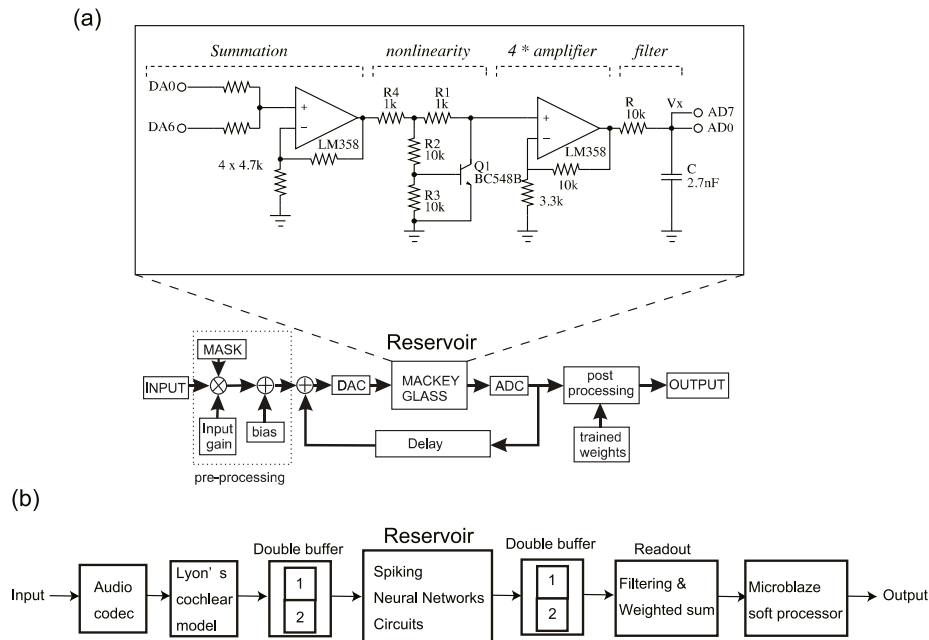 (a)
Summation nonlinearity 4 * amplifier filter
DA0
DA6
+
−
LM358
4 x 4.7k
R4
1k
R1
1k
R2
10k
R3
10k
Q1
BC548B
+
−
LM358
10k
3.3k
R
10k
Vx
AD7
AD0
C
2.7nF
Reservoir
MASK
INPUT
Input
gain
bias
pre-processing
DAC
MACKEY
GLASS
ADC
Delay
post
processing
trained
weights
OUTPUT
(b)
Reservoir
Input
Audio
codec
Lyon's
cochlear
model
Double buffer
1
2
Spiking
Neural Networks
Circuits
Double buffer
1
2
Readout
Filtering &
Weighted sum
Microblaze
soft processor
Output